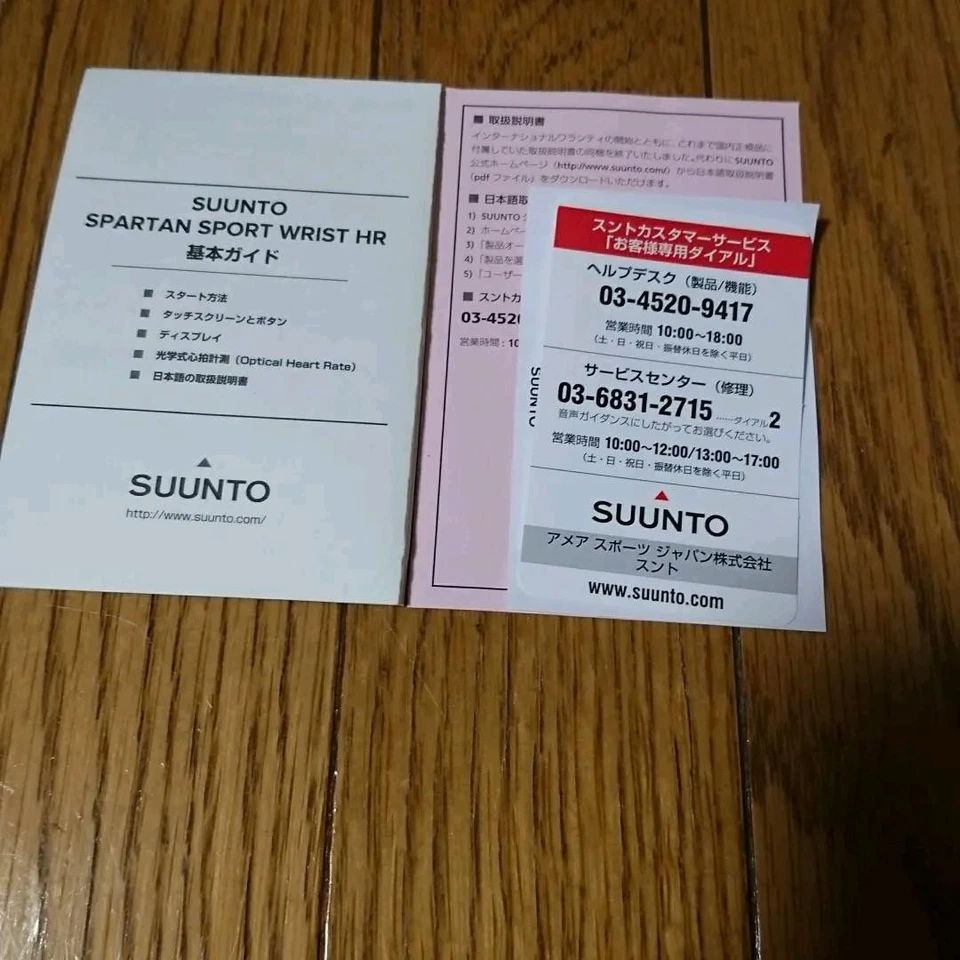 SUUNTO
SPARTAN SPORT WRIST HR
基本ガイド
■ スタート方法
■ タッチスクリーンとボタン
■ ディスプレイ
■ 光学式心拍計測（Optical Heart Rate）
■ 日本語の取扱説明書
SUUNTO
http://www.suunto.com/
■ 取扱説明書
インターナショナルワランティの開始とともに、これまで国内正規品に
付属していた取扱説明書の同梱を終了いたしました。代わりにSUUNTO
公式ホームページ（http://www.suunto.com/）から日本語取扱説明書
（pdf ファイル）をダウンロードいただけます。
■ 日本語取
1) SUUNTO
2) ホームペー
3) 「製品オー
4) 「製品を選
5) 「ユーザー
■ スントカ
03-4520
営業時間：10
スントカスタマーサービス
「お客様専用ダイアル」
ヘルプデスク（製品/機能）
03-4520-9417
営業時間 10:00～18:00
（土・日・祝日・振替休日を除く平日）
サービスセンター（修理）
03-6831-2715 ……ダイアル2
音声ガイダンスにしたがってお選びください。
営業時間 10:00～12:00/13:00～17:00
（土・日・祝日・振替休日を除く平日）
SUUNTO
アメア スポーツ ジャパン株式会社
スント
www.suunto.com
SUUNTO